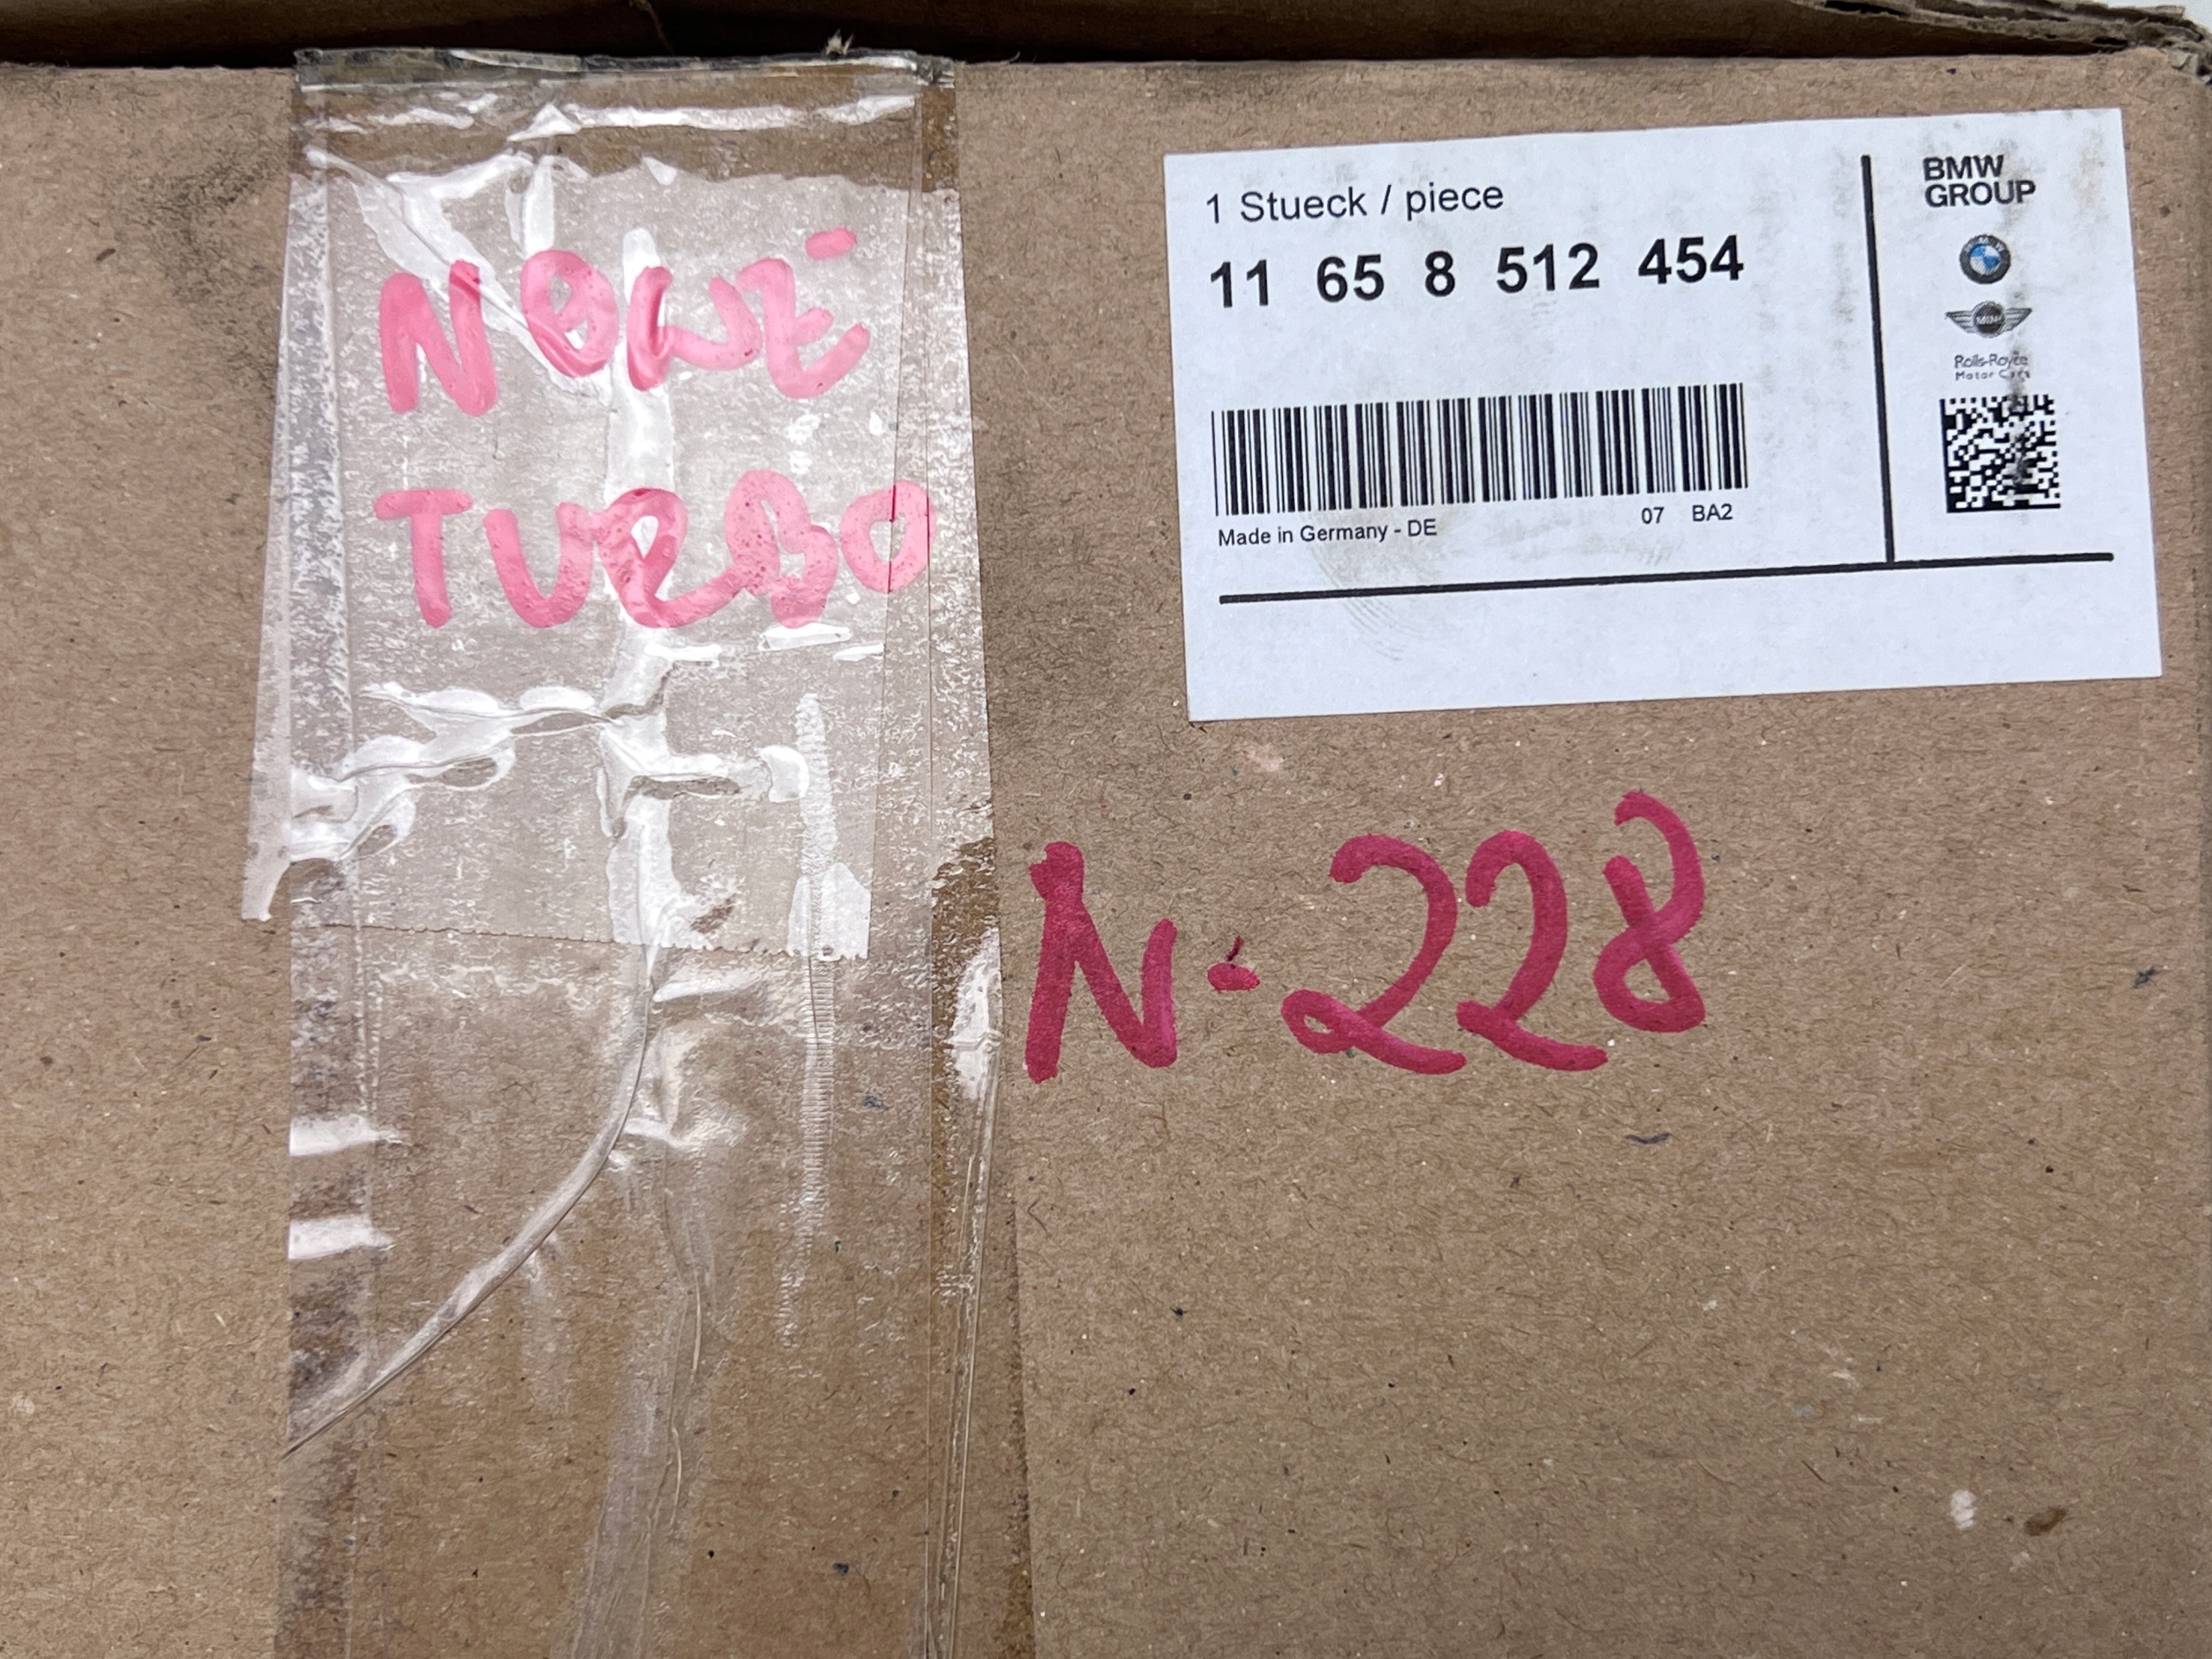 NOWE
TURBO
1 Stueck / piece
11 65 8 512 454
Made in Germany - DE
07 BA2
BMW
GROUP
MINI
Rolls-Royce
Motor Cars
N-228